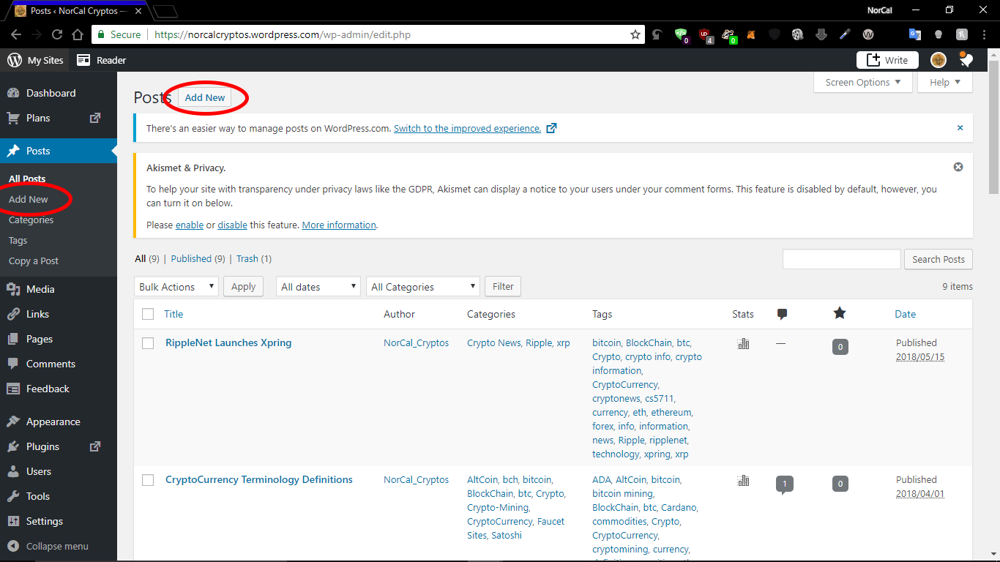 Posts ‹ NorCal Cryptos —
NorCal
Secure
https://norcalcryptos.wordpress.com/wp-admin/edit.php
0
4
0
My Sites
Reader
Write
Dashboard
Plans
Posts
All Posts
Add New
Categories
Tags
Copy a Post
Media
Links
Pages
Comments
Feedback
Appearance
Plugins
Users
Tools
Settings
Collapse menu
Screen Options
Help
Posts
Add New
There's an easier way to manage posts on WordPress.com. Switch to the improved experience.
Akismet & Privacy.
To help your site with transparency under privacy laws like the GDPR, Akismet can display a notice to your users under your comment forms. This feature is disabled by default, however, you
can turn it on below.
Please enable or disable this feature. More information.
All (9) | Published (9) | Trash (1)
Search Posts
Bulk Actions
Apply
All dates
All Categories
Filter
9 items
Title
Author
Categories
Tags
Stats
Date
RippleNet Launches Xpring
NorCal_Cryptos
Crypto News, Ripple, xrp
bitcoin, BlockChain, btc,
Crypto, crypto info, crypto
information,
CryptoCurrency,
cryptonews, cs5711,
currency, eth, ethereum,
forex, info, information,
news, Ripple, ripplenet,
technology, xpring, xrp
—
0
Published
2018/05/15
CryptoCurrency Terminology Definitions
NorCal_Cryptos
AltCoin, bch, bitcoin,
BlockChain, btc, Crypto,
Crypto-Mining,
CryptoCurrency, Faucet
Sites, Satoshi
ADA, AltCoin, bitcoin,
bitcoin mining,
BlockChain, btc, Cardano,
commodities, Crypto,
CryptoCurrency,
cryptomining, currency,
1
0
Published
2018/04/01